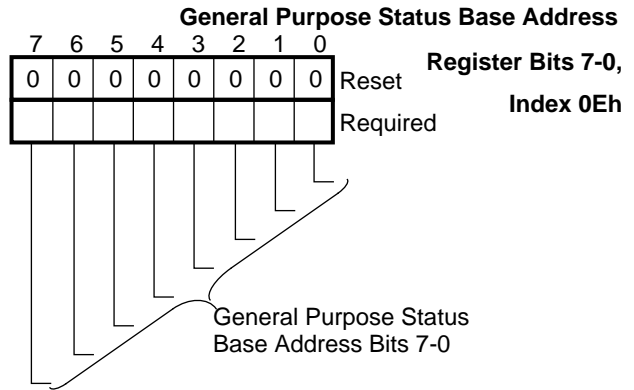 General Purpose Status Base Address
Register Bits 7-0,
Index 0Eh
7 6 5 4 3 2 1 0
0 0 0 0 0 0 0 0 Reset
Required
General Purpose Status
Base Address Bits 7-0